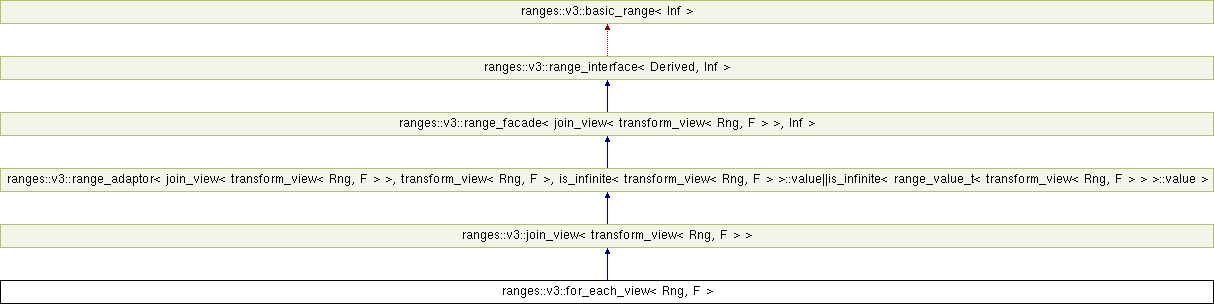 ranges::v3::basic_range< Inf >
ranges::v3::range_interface< Derived, Inf >
ranges::v3::range_facade< join_view< transform_view< Rng, F > >, Inf >
ranges::v3::range_adaptor< join_view< transform_view< Rng, F > >, transform_view< Rng, F >, is_infinite< transform_view< Rng, F > >::value||is_infinite< range_value_t< transform_view< Rng, F > > >::value >
ranges::v3::join_view< transform_view< Rng, F > >
ranges::v3::for_each_view< Rng, F >